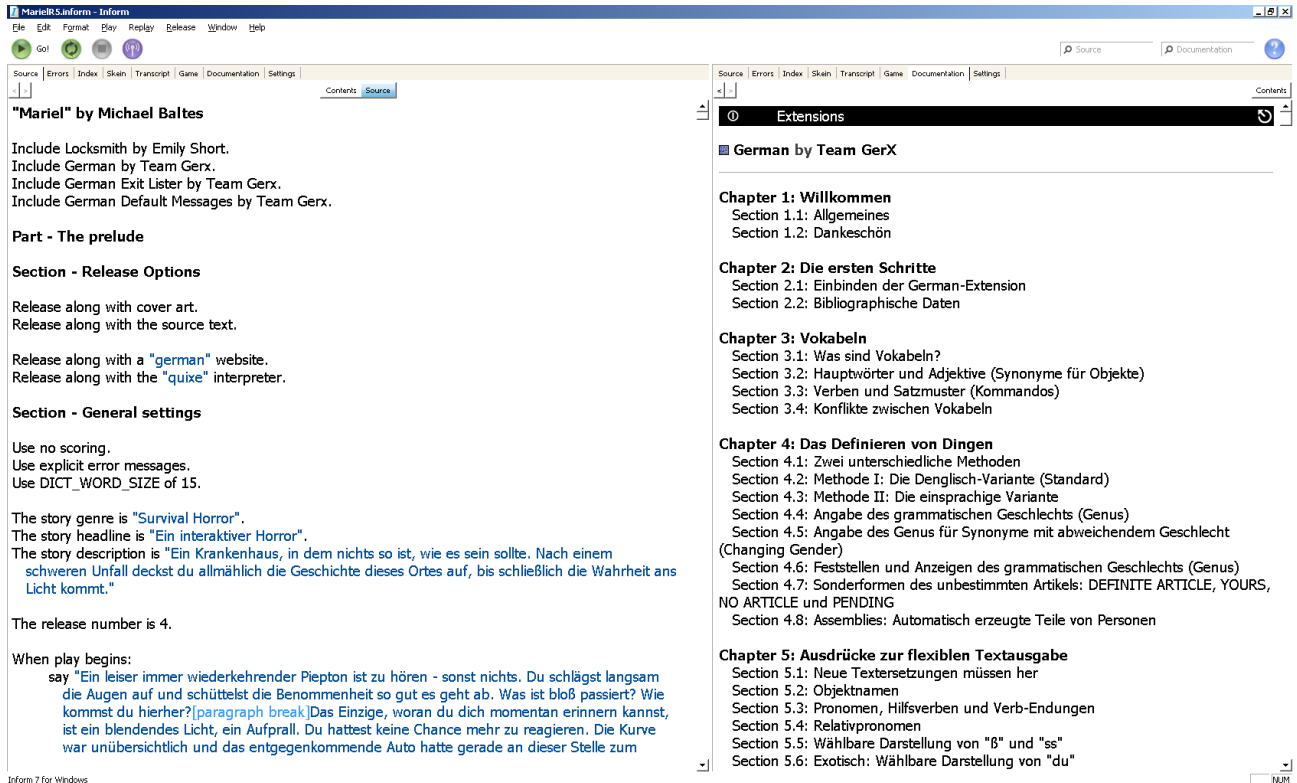 MarielR5.inform - Inform
File Edit Format Play Replay Release Window Help
Go!
Source
Documentation
Source Errors Index Skein Transcript Game Documentation Settings
Contents Source
"Mariel" by Michael Baltes
Include Locksmith by Emily Short.
Include German by Team Gerx.
Include German Exit Lister by Team Gerx.
Include German Default Messages by Team Gerx.
Part - The prelude
Section - Release Options
Release along with cover art.
Release along with the source text.
Release along with a "german" website.
Release along with the "quixe" interpreter.
Section - General settings
Use no scoring.
Use explicit error messages.
Use DICT_WORD_SIZE of 15.
The story genre is "Survival Horror".
The story headline is "Ein interaktiver Horror".
The story description is "Ein Krankenhaus, in dem nichts so ist, wie es sein sollte. Nach einem
schweren Unfall deckst du allmählich die Geschichte dieses Ortes auf, bis schließlich die Wahrheit ans
Licht kommt."
The release number is 4.
When play begins:
say "Ein leiser immer wiederkehrender Piepton ist zu hören - sonst nichts. Du schlägst langsam
die Augen auf und schüttelst die Benommenheit so gut es geht ab. Was ist bloß passiert? Wie
kommst du hierher?[paragraph break]Das Einzige, woran du dich momentan erinnern kannst,
ist ein blendendes Licht, ein Aufprall. Du hattest keine Chance mehr zu reagieren. Die Kurve
war unübersichtlich und das entgegenkommende Auto hatte gerade an dieser Stelle zum
Source Errors Index Skein Transcript Game Documentation Settings
Contents
Extensions
German by Team GerX
Chapter 1: Willkommen
Section 1.1: Allgemeines
Section 1.2: Dankeschön
Chapter 2: Die ersten Schritte
Section 2.1: Einbinden der German-Extension
Section 2.2: Bibliographische Daten
Chapter 3: Vokabeln
Section 3.1: Was sind Vokabeln?
Section 3.2: Hauptwörter und Adjektive (Synonyme für Objekte)
Section 3.3: Verben und Satzmuster (Kommandos)
Section 3.4: Konflikte zwischen Vokabeln
Chapter 4: Das Definieren von Dingen
Section 4.1: Zwei unterschiedliche Methoden
Section 4.2: Methode I: Die Denglisch-Variante (Standard)
Section 4.3: Methode II: Die einsprachige Variante
Section 4.4: Angabe des grammatischen Geschlechts (Genus)
Section 4.5: Angabe des Genus für Synonyme mit abweichendem Geschlecht
(Changing Gender)
Section 4.6: Feststellen und Anzeigen des grammatischen Geschlechts (Genus)
Section 4.7: Sonderformen des unbestimmten Artikels: DEFINITE ARTICLE, YOURS,
NO ARTICLE und PENDING
Section 4.8: Assemblies: Automatisch erzeugte Teile von Personen
Chapter 5: Ausdrücke zur flexiblen Textausgabe
Section 5.1: Neue Textersetzungen müssen her
Section 5.2: Objektnamen
Section 5.3: Pronomen, Hilfsverben und Verb-Endungen
Section 5.4: Relativpronomen
Section 5.5: Wählbare Darstellung von "ß" und "ss"
Section 5.6: Exotisch: Wählbare Darstellung von "du"
Inform 7 for Windows
NUM